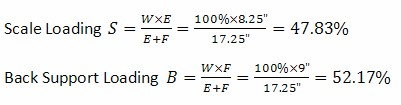 Scale Loading S = W×E/E+F = 100%×8.25"/17.25" = 47.83%
Back Support Loading B = W×F/E+F = 100%×9"/17.25" = 52.17%